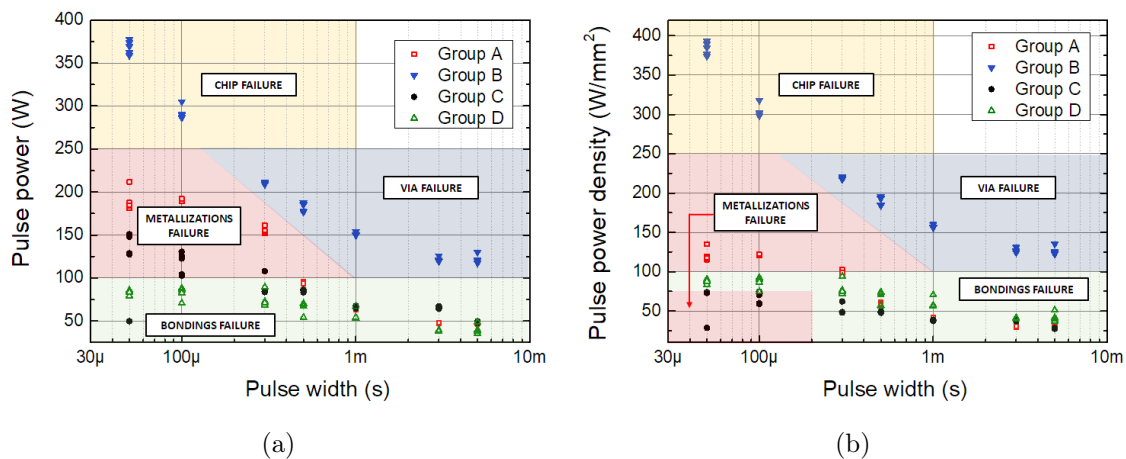 Pulse power (W)
400
350
300
250
200
150
100
50
30µ
100µ
1m
10m
Pulse width (s)
Group A
Group B
Group C
Group D
CHIP FAILURE
VIA FAILURE
METALLIZATIONS
FAILURE
BONDINGS FAILURE
(a)
Pulse power density (W/mm²)
400
350
300
250
200
150
100
50
30µ
100µ
1m
10m
Pulse width (s)
Group A
Group B
Group C
Group D
CHIP FAILURE
VIA FAILURE
METALLIZATIONS
FAILURE
BONDINGS FAILURE
(b)